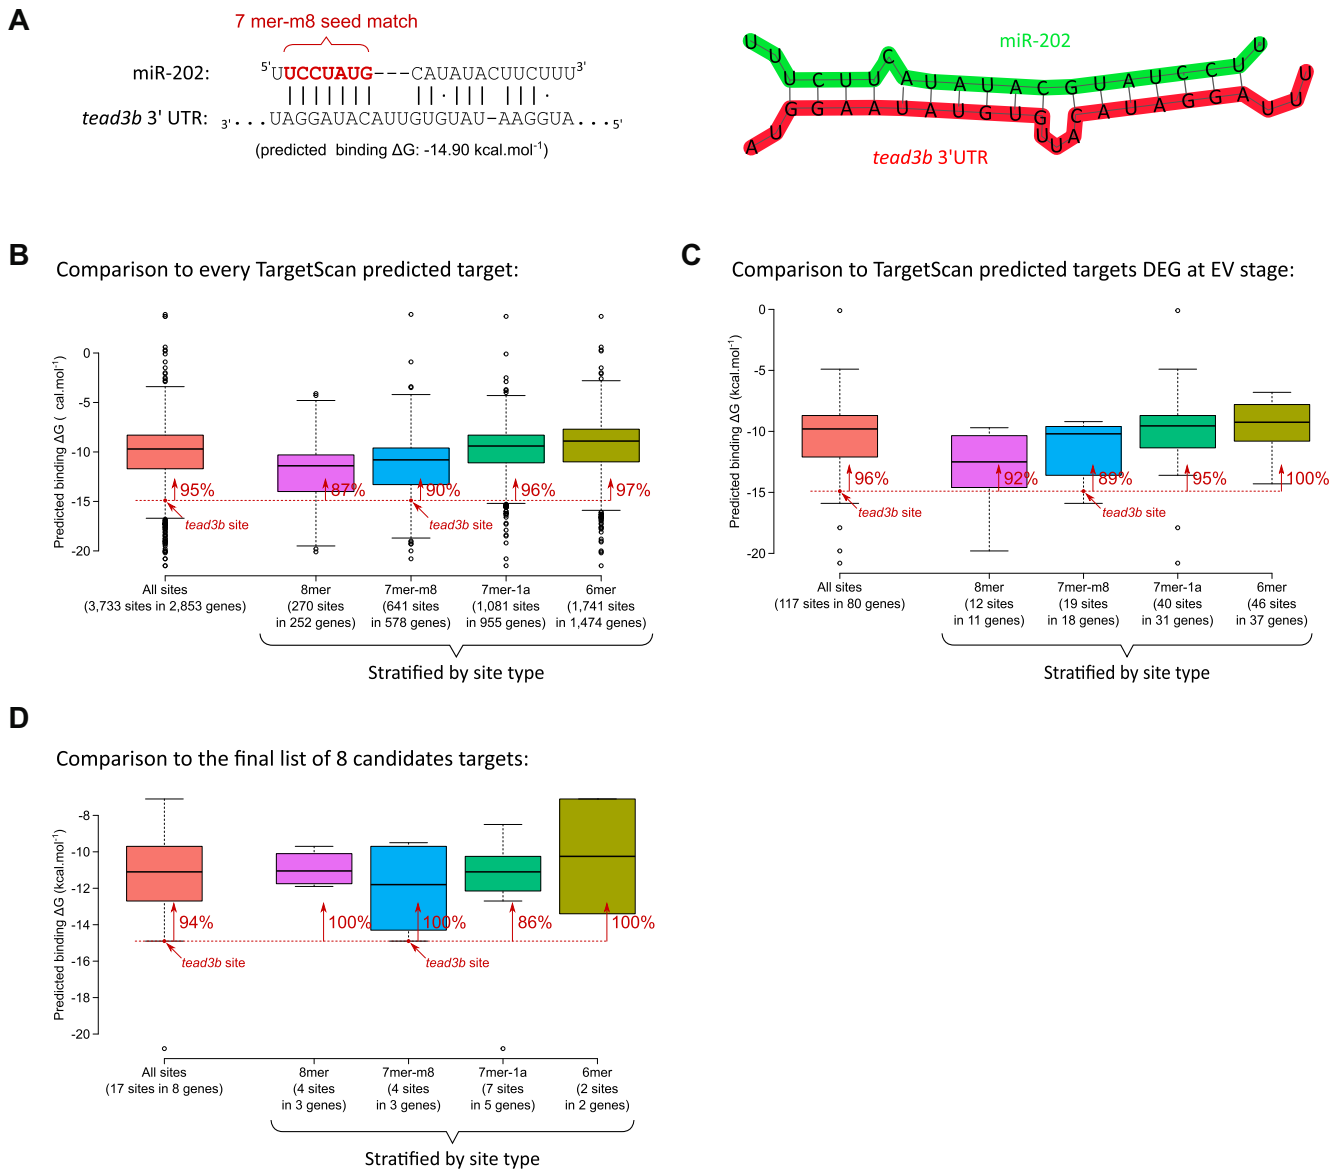 A
7 mer-m8 seed match
miR-202: 5'UUCCUAUG---CAUAUACUUCUUU3'
tead3b 3' UTR: 3'...UAGGAUACAUUGUGUAU-AAGGUA...5'
(predicted binding ΔG: -14.90 kcal.mol-1)
miR-202
UUUCUUCAUAUACGUAUCCUU
AUGGAAUAUGUGUUACAUAGGAUUU
tead3b 3'UTR
B
Comparison to every TargetScan predicted target:
Predicted binding ΔG ( cal.mol-1)
0
-5
-10
-15
-20
95%
87%
90%
96%
97%
tead3b site
tead3b site
All sites
(3,733 sites in 2,853 genes)
8mer
(270 sites
in 252 genes)
7mer-m8
(641 sites
in 578 genes)
7mer-1a
(1,081 sites
in 955 genes)
6mer
(1,741 sites
in 1,474 genes)
Stratified by site type
C
Comparison to TargetScan predicted targets DEG at EV stage:
Predicted binding ΔG (kcal.mol-1)
0
-5
-10
-15
-20
96%
92%
89%
95%
100%
tead3b site
tead3b site
All sites
(117 sites in 80 genes)
8mer
(12 sites
in 11 genes)
7mer-m8
(19 sites
in 18 genes)
7mer-1a
(40 sites
in 31 genes)
6mer
(46 sites
in 37 genes)
Stratified by site type
D
Comparison to the final list of 8 candidates targets:
Predicted binding ΔG (kcal.mol-1)
-8
-10
-12
-14
-16
-20
94%
100%
100%
86%
100%
tead3b site
tead3b site
All sites
(17 sites in 8 genes)
8mer
(4 sites
in 3 genes)
7mer-m8
(4 sites
in 3 genes)
7mer-1a
(7 sites
in 5 genes)
6mer
(2 sites
in 2 genes)
Stratified by site type